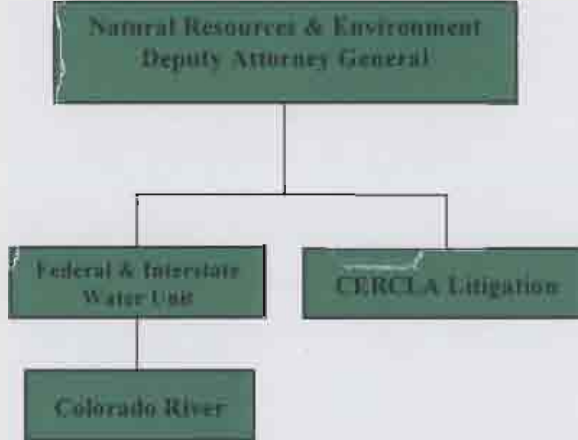 Natural Resources & Environment
Deputy Attorney General
Federal & Interstate
Water Unit
CERCLA Litigation
Colorado River